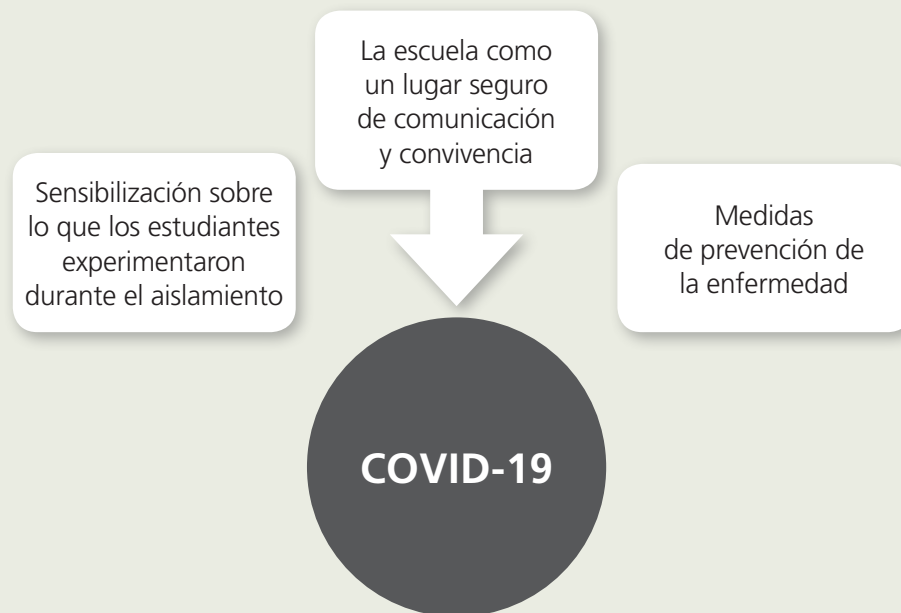 La escuela como
un lugar seguro
de comunicación
y convivencia
Sensibilización sobre
lo que los estudiantes
experimentaron
durante el aislamiento
Medidas
de prevención de
la enfermedad
COVID-19